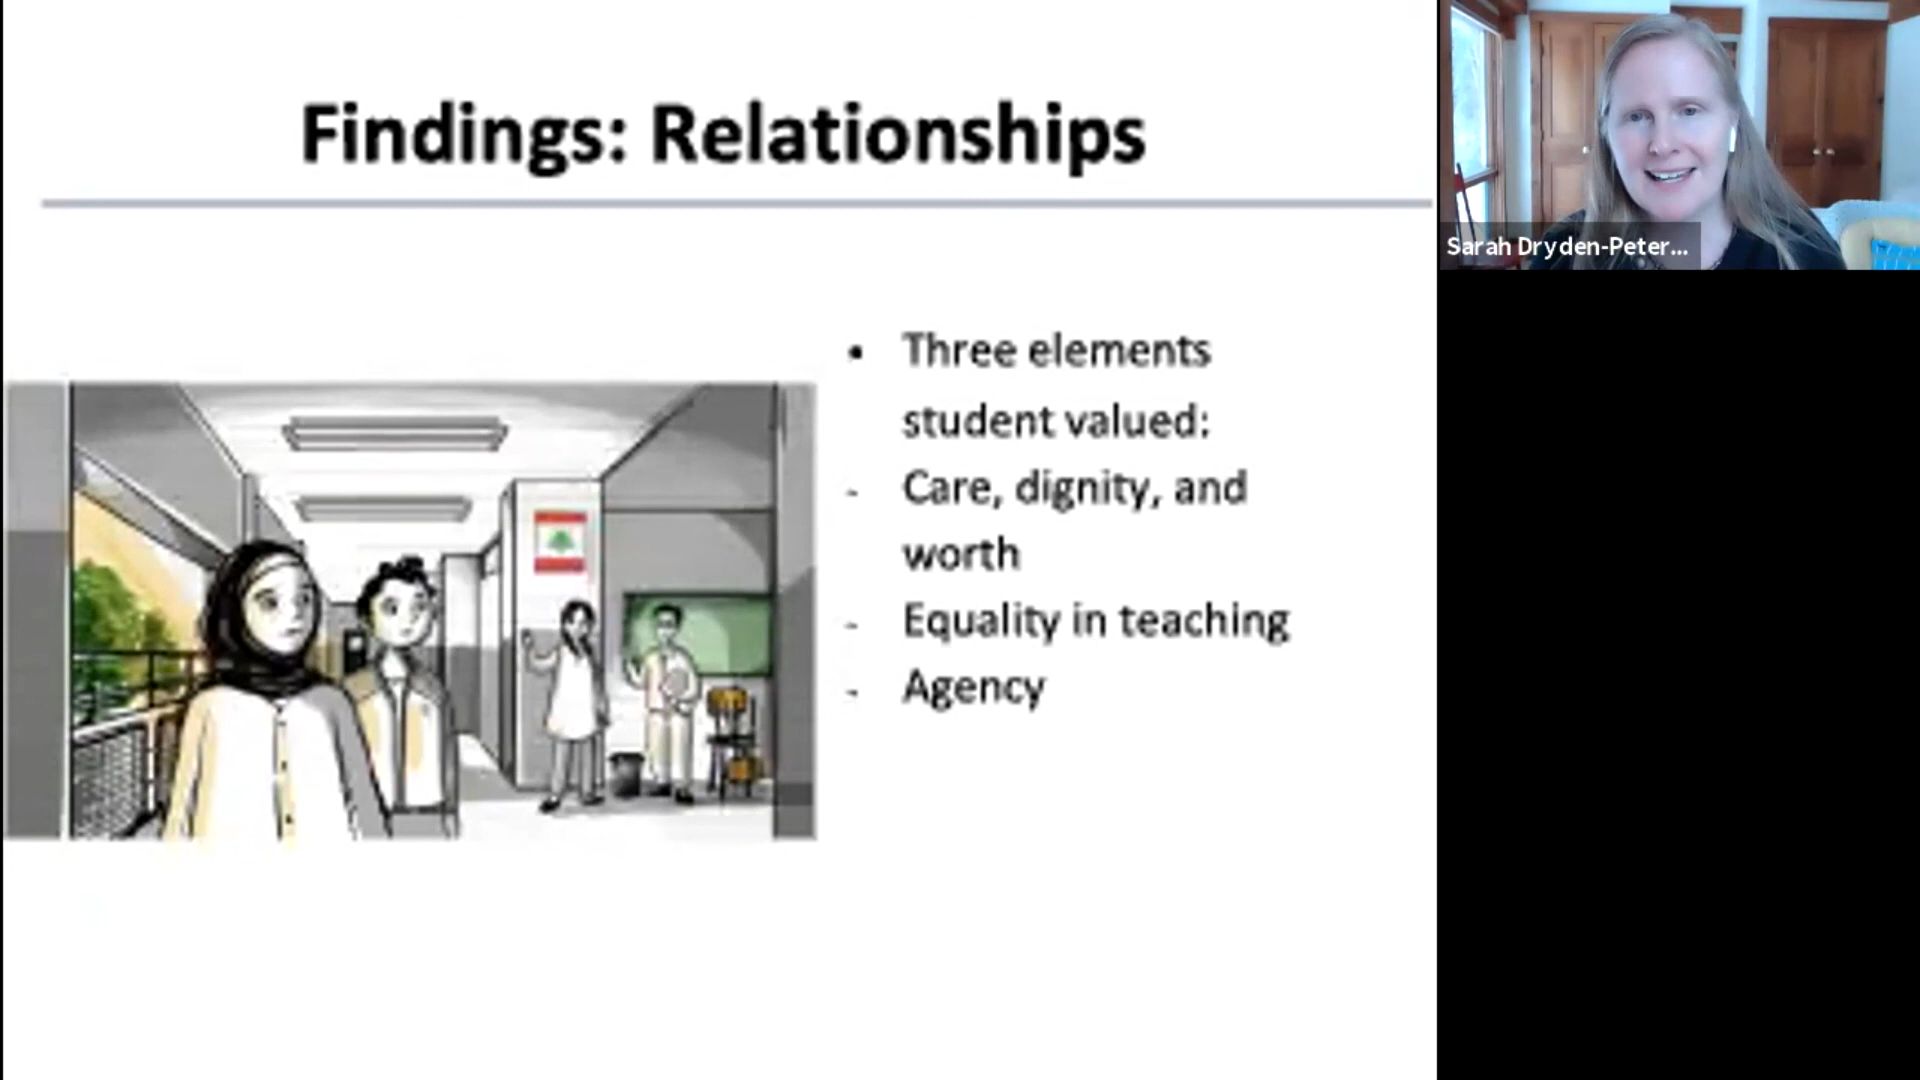 Findings: Relationships
Sarah Dryden-Peter...
• Three elements
student valued:
- Care, dignity, and
worth
- Equality in teaching
- Agency